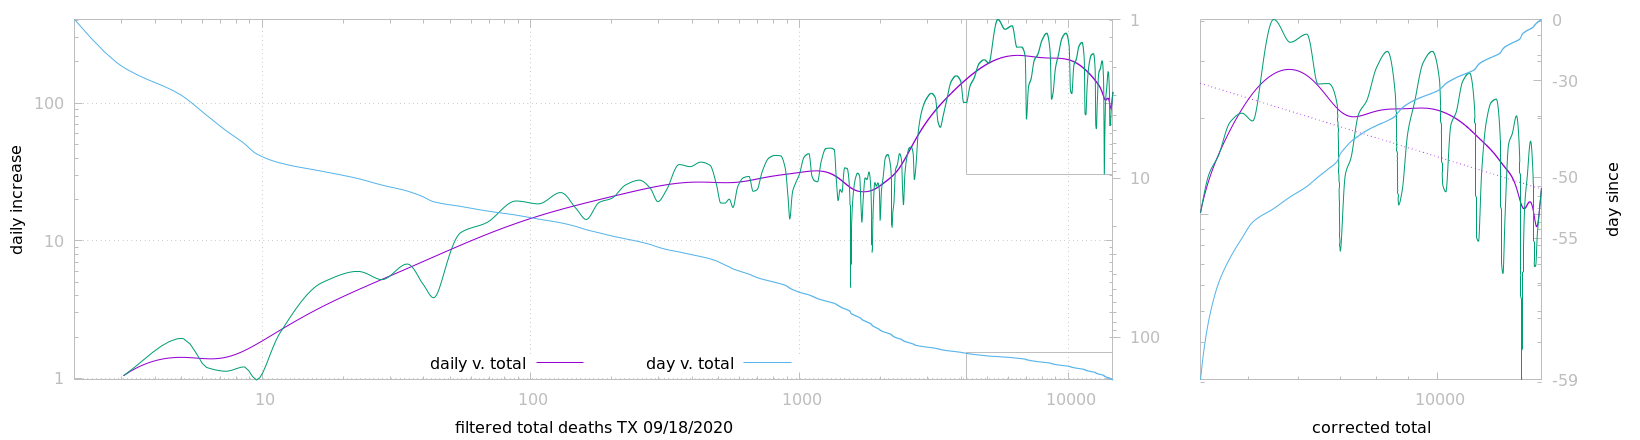 daily increase
100
10
1
1
10
100
daily v. total
day v. total
10
100
1000
10000
filtered total deaths TX 09/18/2020
0
-30
-50
-55
-59
day since
10000
corrected total